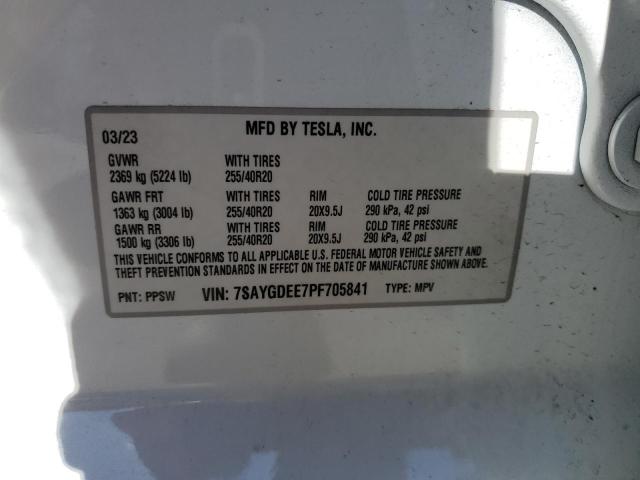 03/23 MFD BY TESLA, INC.
GVWR WITH TIRES
2369 kg (5224 lb) 255/40R20
GAWR FRT WITH TIRES RIM COLD TIRE PRESSURE
1363 kg (3004 lb) 255/40R20 20X9.5J 290 kPa, 42 psi
GAWR RR WITH TIRES RIM COLD TIRE PRESSURE
1500 kg (3306 lb) 255/40R20 20X9.5J 290 kPa, 42 psi
THIS VEHICLE CONFORMS TO ALL APPLICABLE U.S. FEDERAL MOTOR VEHICLE SAFETY AND
THEFT PREVENTION STANDARDS IN EFFECT ON THE DATE OF MANUFACTURE SHOWN ABOVE.
PNT: PPSW VIN: 7SAYGDEE7PF705841 TYPE: MPV